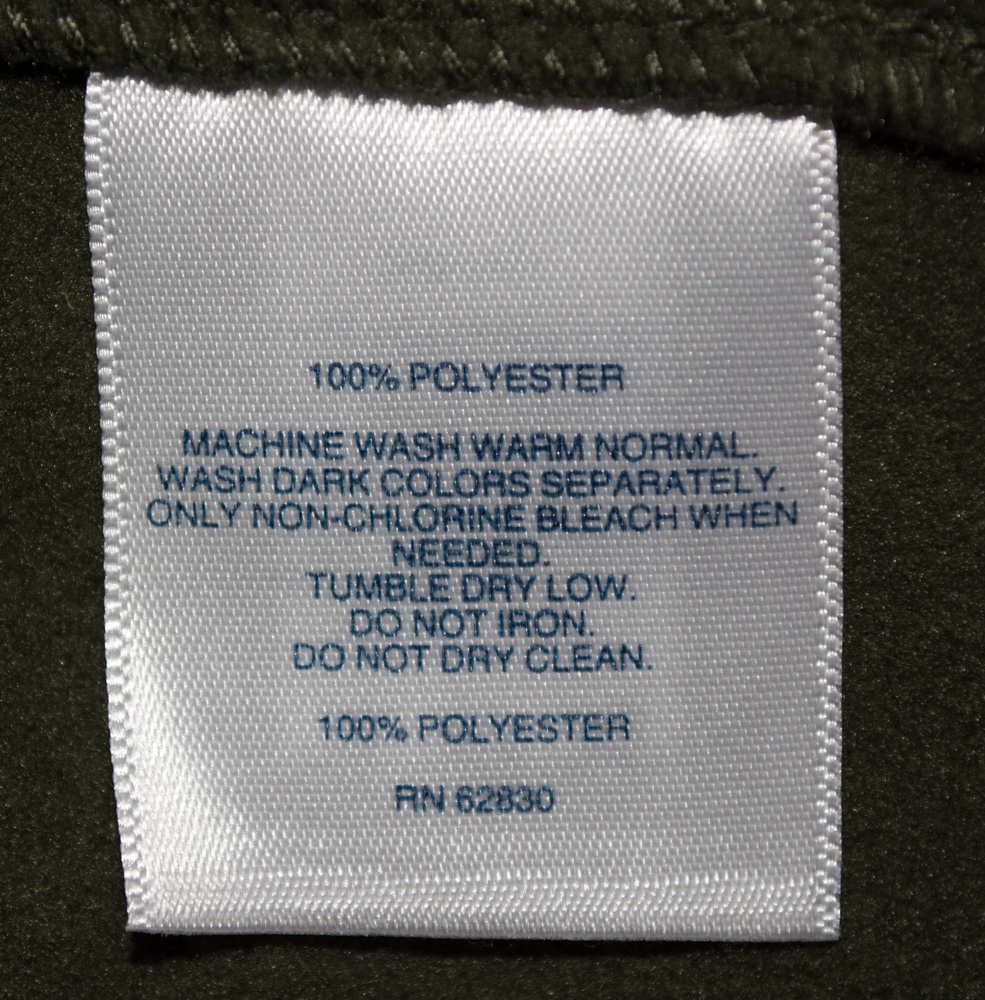 100% POLYESTER
MACHINE WASH WARM NORMAL.
WASH DARK COLORS SEPARATELY.
ONLY NON-CHLORINE BLEACH WHEN
NEEDED.
TUMBLE DRY LOW.
DO NOT IRON.
DO NOT DRY CLEAN.
100% POLYESTER
RN 62830